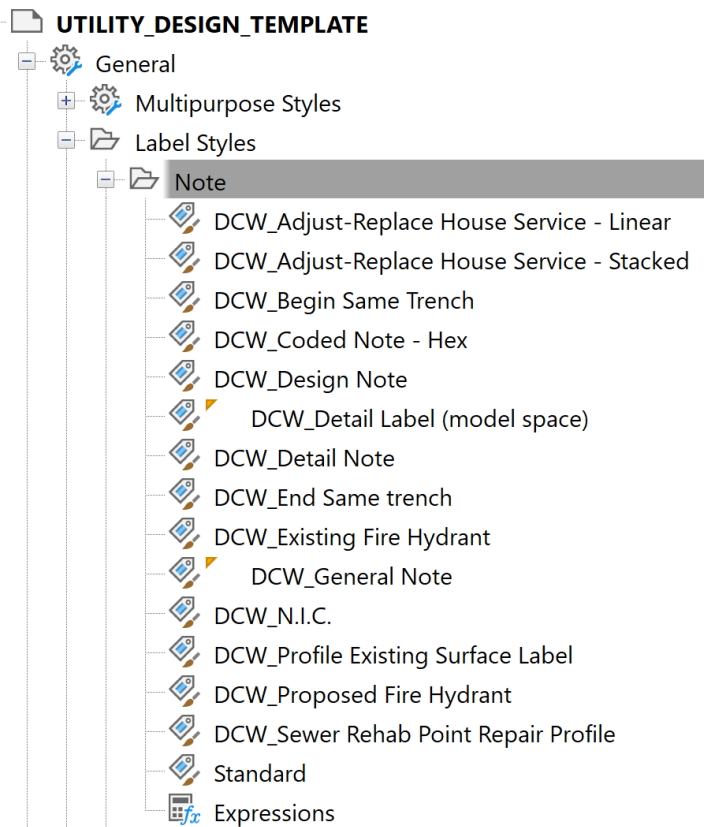 UTILITY_DESIGN_TEMPLATE
General
Multipurpose Styles
Label Styles
Note
DCW_Adjust-Replace House Service - Linear
DCW_Adjust-Replace House Service - Stacked
DCW_Begin Same Trench
DCW_Coded Note - Hex
DCW_Design Note
DCW_Detail Label (model space)
DCW_Detail Note
DCW_End Same trench
DCW_Existing Fire Hydrant
DCW_General Note
DCW_N.I.C.
DCW_Profile Existing Surface Label
DCW_Proposed Fire Hydrant
DCW_Sewer Rehab Point Repair Profile
Standard
Expressions